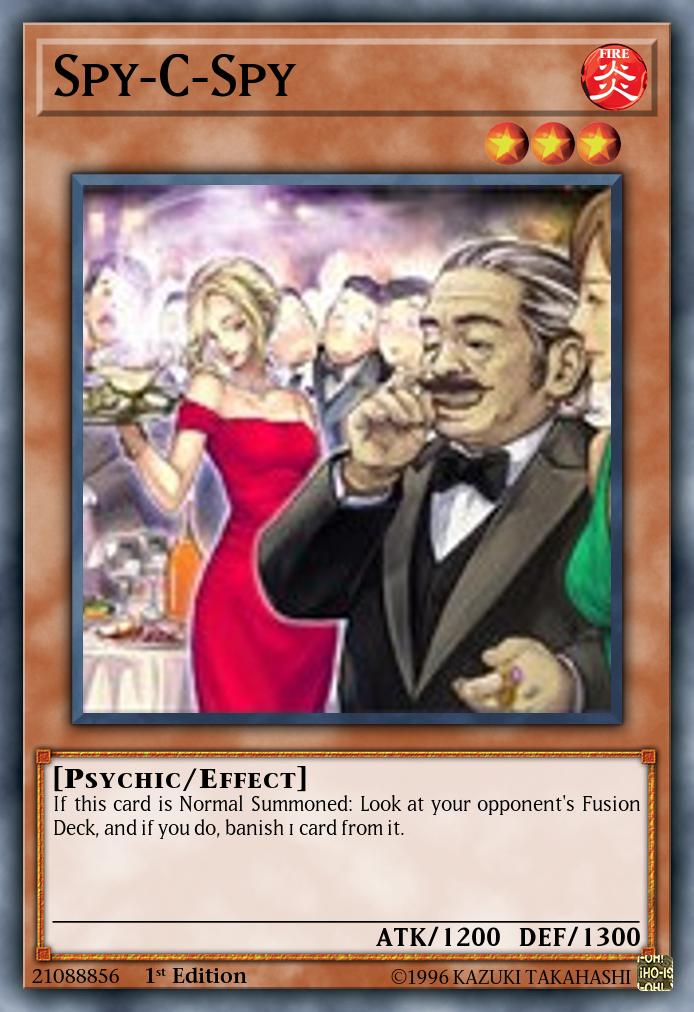 Spy-C-Spy
FIRE
炎
[Psychic/Effect]
If this card is Normal Summoned: Look at your opponent's Fusion
Deck, and if you do, banish 1 card from it.
ATK/1200 DEF/1300
21088856 1st Edition ©1996 KAZUKI TAKAHASHI